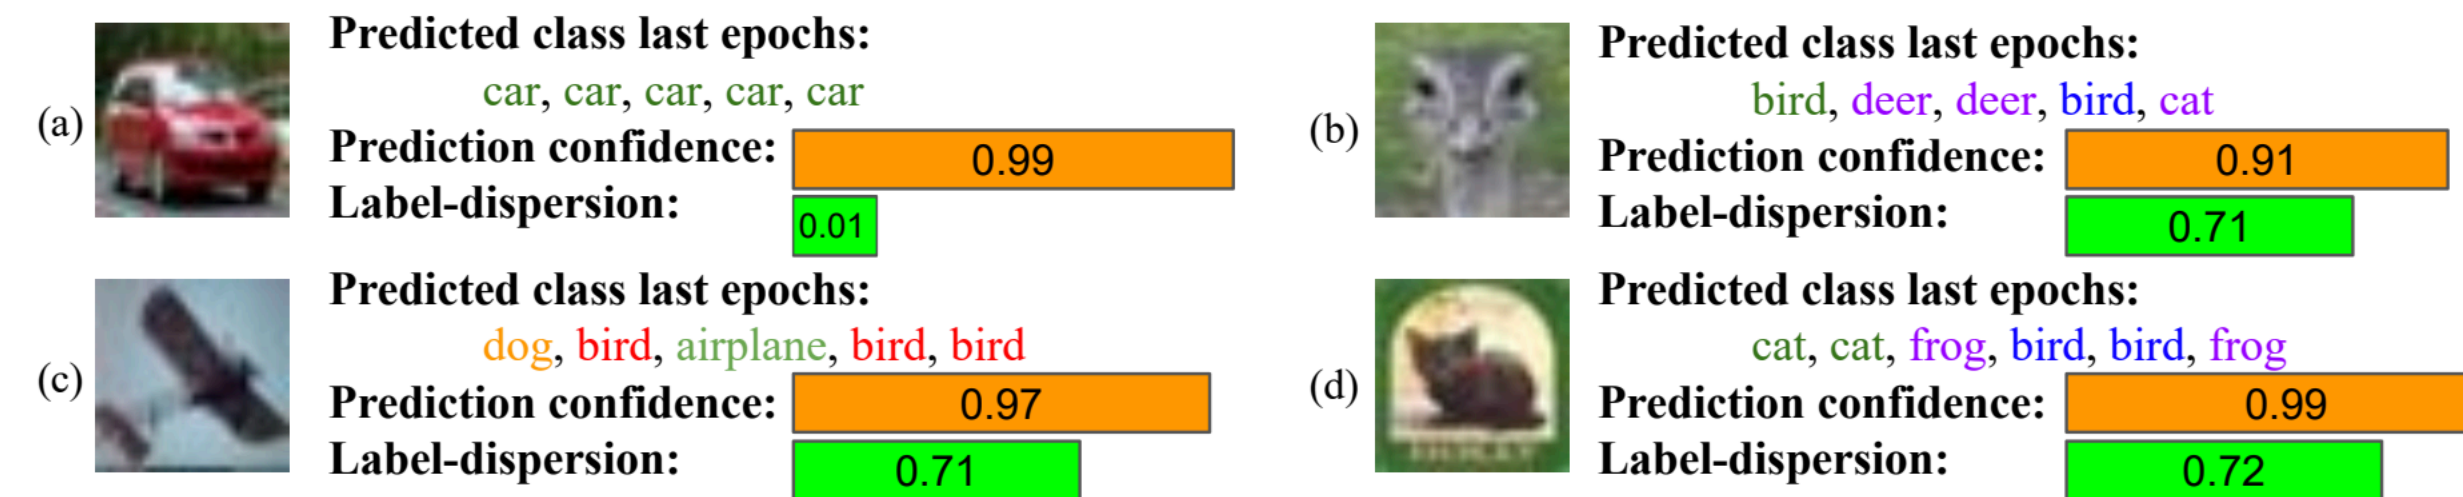 (a)
Predicted class last epochs:
car, car, car, car, car
Prediction confidence: 0.99
Label-dispersion: 0.01
(b)
Predicted class last epochs:
bird, deer, deer, bird, cat
Prediction confidence: 0.91
Label-dispersion: 0.71
(c)
Predicted class last epochs:
dog, bird, airplane, bird, bird
Prediction confidence: 0.97
Label-dispersion: 0.71
(d)
Predicted class last epochs:
cat, cat, frog, bird, bird, frog
Prediction confidence: 0.99
Label-dispersion: 0.72